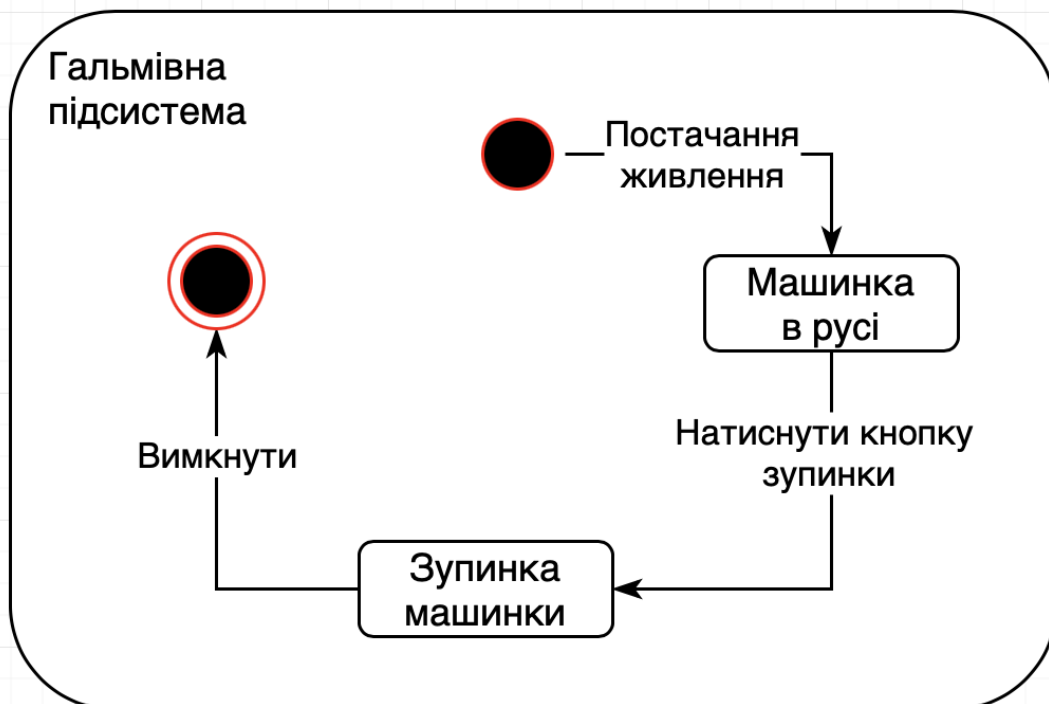 Гальмівна
підсистема
Постачання
живлення
Машинка
в русі
Натиснути кнопку
зупинки
Вимкнути
Зупинка
машинки